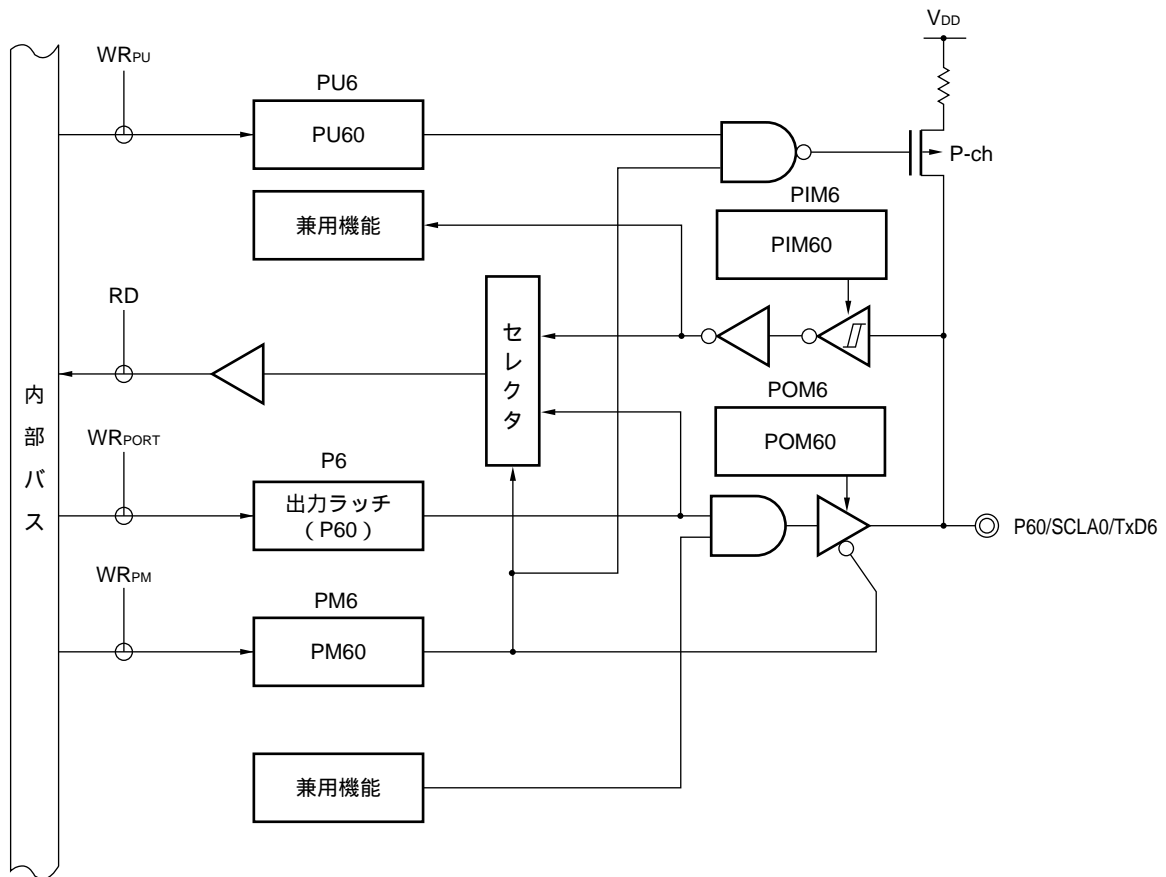 VDD
WRPU
PU6
PU60
P-ch
兼用機能
PIM6
PIM60
RD
セレクタ
POM6
POM60
内部バス
WRPORT
P6
出力ラッチ
（P60）
P60/SCLA0/TxD6
WRPM
PM6
PM60
兼用機能